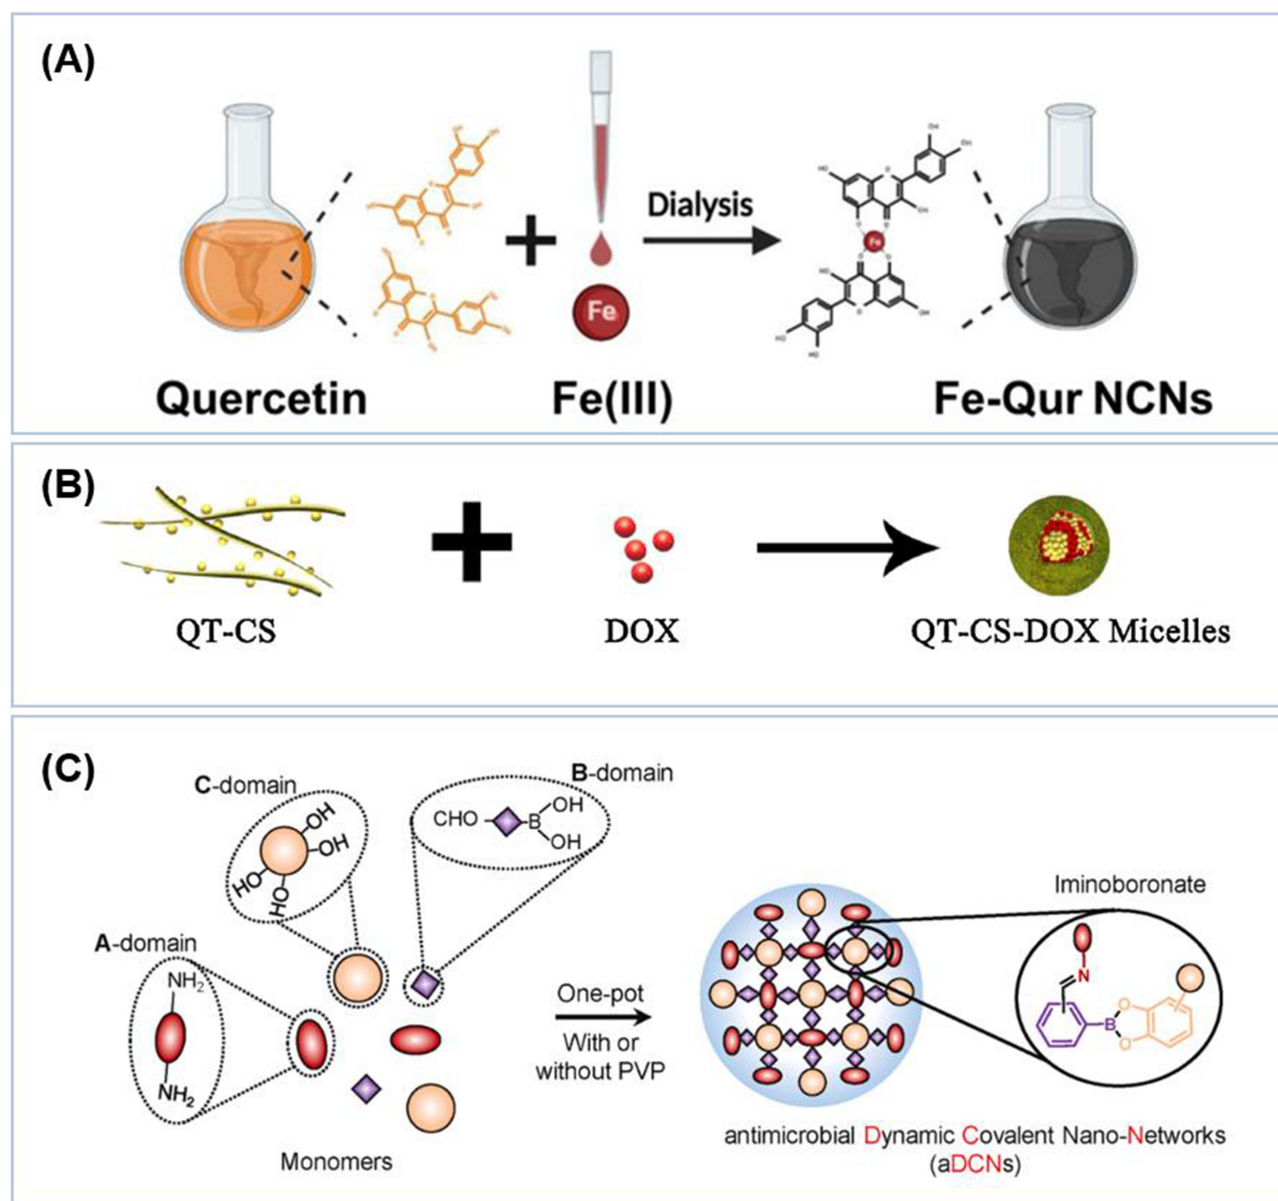 (A)
Fe
Dialysis
Fe
Quercetin
Fe(III)
Fe-Qur NCNs
(B)
QT-CS
DOX
QT-CS-DOX Micelles
(C)
C-domain
OH
OH
HO
OH
B-domain
CHO
B
OH
OH
A-domain
NH2
NH2
Monomers
One-pot
With or
without PVP
Iminoboronate
N
B
O
O
antimicrobial Dynamic Covalent Nano-Networks
(aDCNs)